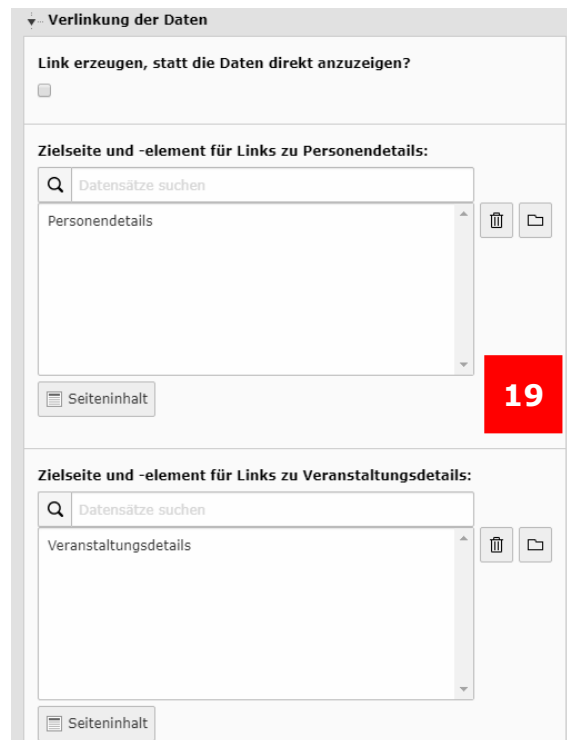 Verlinkung der Daten
Link erzeugen, statt die Daten direkt anzuzeigen?
Zielseite und -element für Links zu Personendetails:
Datensätze suchen
Personendetails
19
Seiteninhalt
Zielseite und -element für Links zu Veranstaltungsdetails:
Datensätze suchen
Veranstaltungsdetails
Seiteninhalt